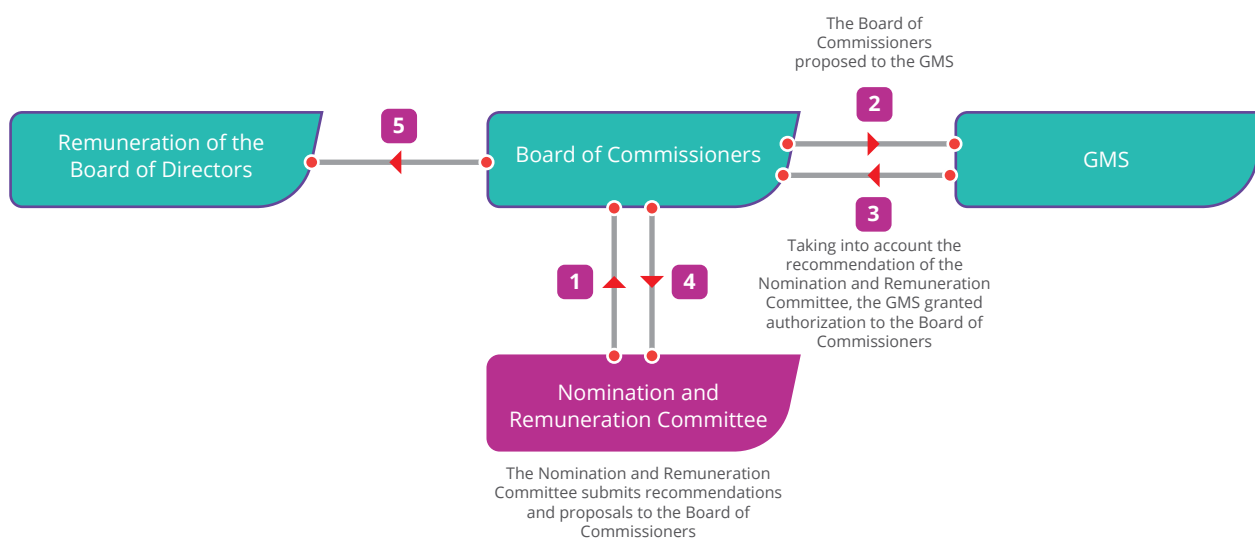 The Board of
Commissioners
proposed to the GMS
2
5
Remuneration of the
Board of Directors
Board of Commissioners
GMS
3
Taking into account the
recommendation of the
Nomination and Remuneration
Committee, the GMS granted
authorization to the Board of
Commissioners
1
4
Nomination and
Remuneration Committee
The Nomination and Remuneration
Committee submits recommendations
and proposals to the Board of
Commissioners